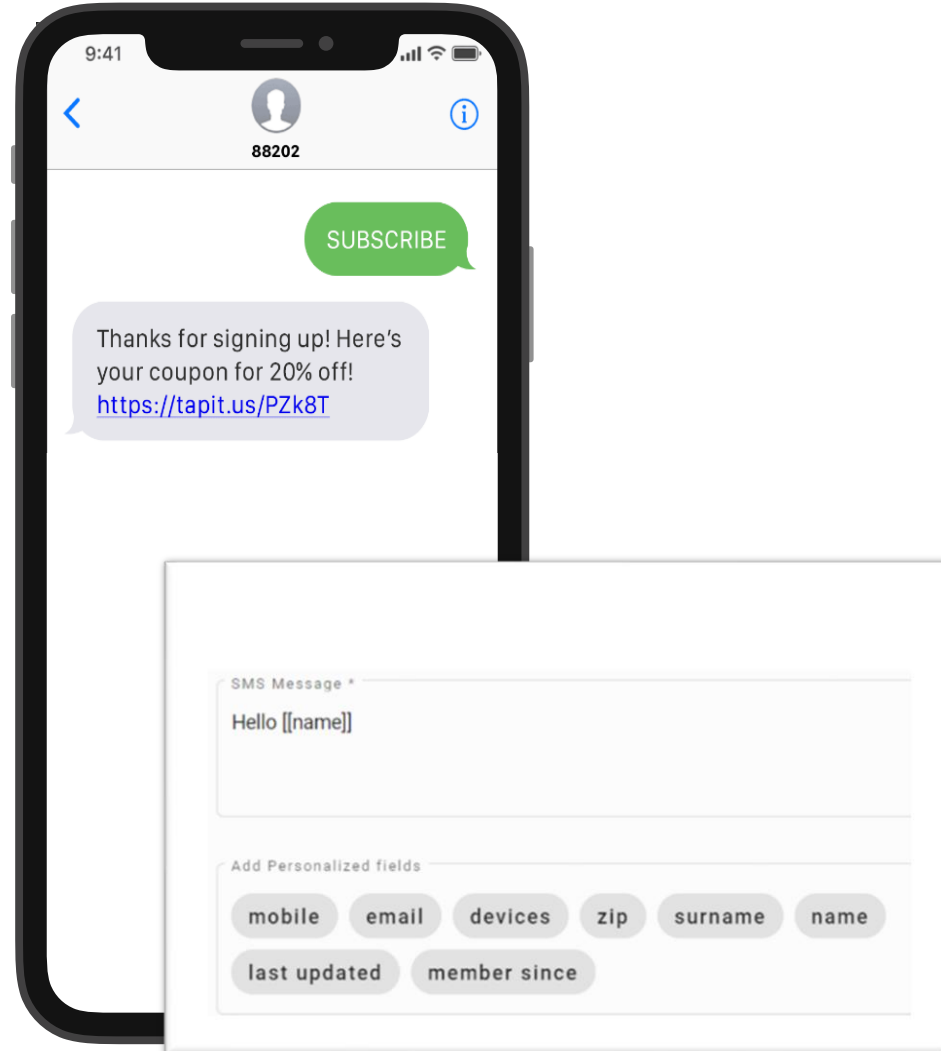 9:41
88202
SUBSCRIBE
Thanks for signing up! Here’s
your coupon for 20% off!
https://tapit.us/PZk8T
SMS Message *
Hello [[name]]
Add Personalized fields
mobile email devices zip surname name
last updated member since